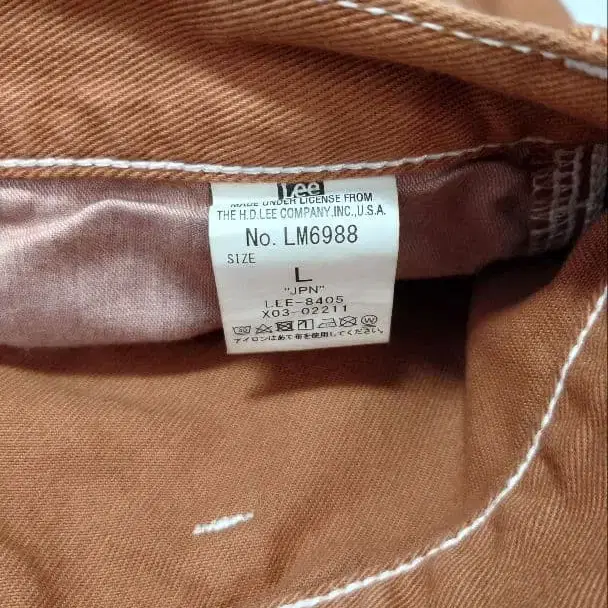 Lee
MADE UNDER LICENSE FROM
THE H.D.LEE COMPANY,INC.,U.S.A.
No. LM6988
SIZE
L
"JPN"
LEE-8405
X03-02211
アイロンはあて布を使用してください。